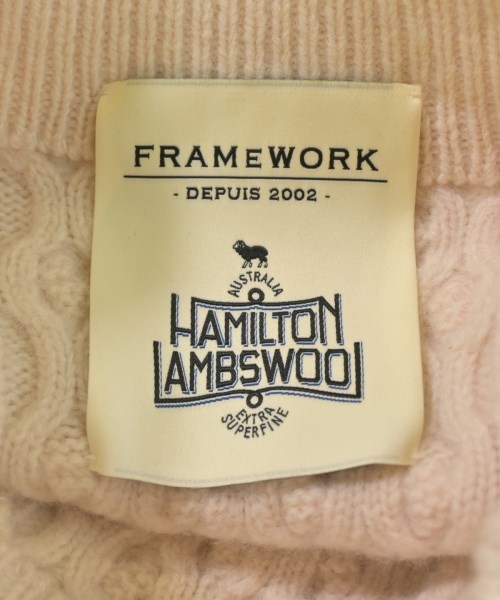 FRAMEWORK
- DEPUIS 2002 -
AUSTRALIA
HAMILTON
LAMBSWOOL
EXTRA
SUPERFINE